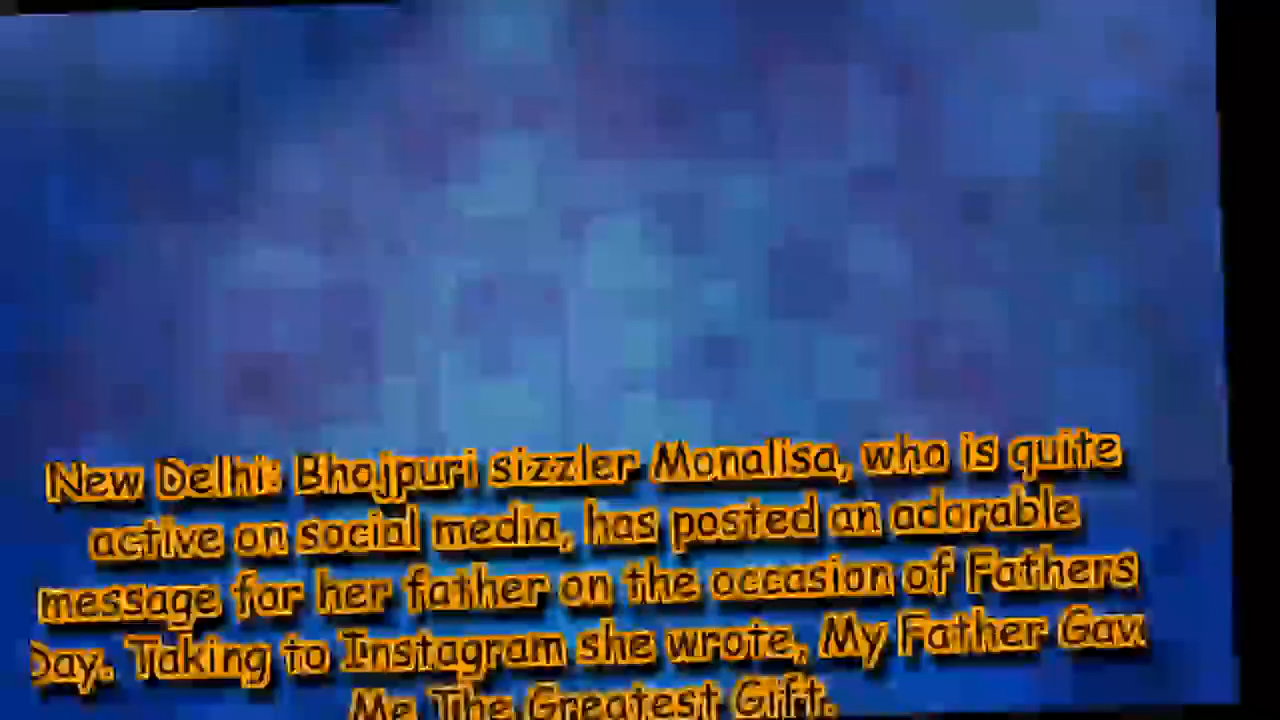 New Delhi: Bhojpuri sizzler Monalisa, who is quite
active on social media, has posted an adorable
message for her father on the occasion of Fathers
Day. Taking to Instagram she wrote, My Father Gav
Me The Greatest Gift.